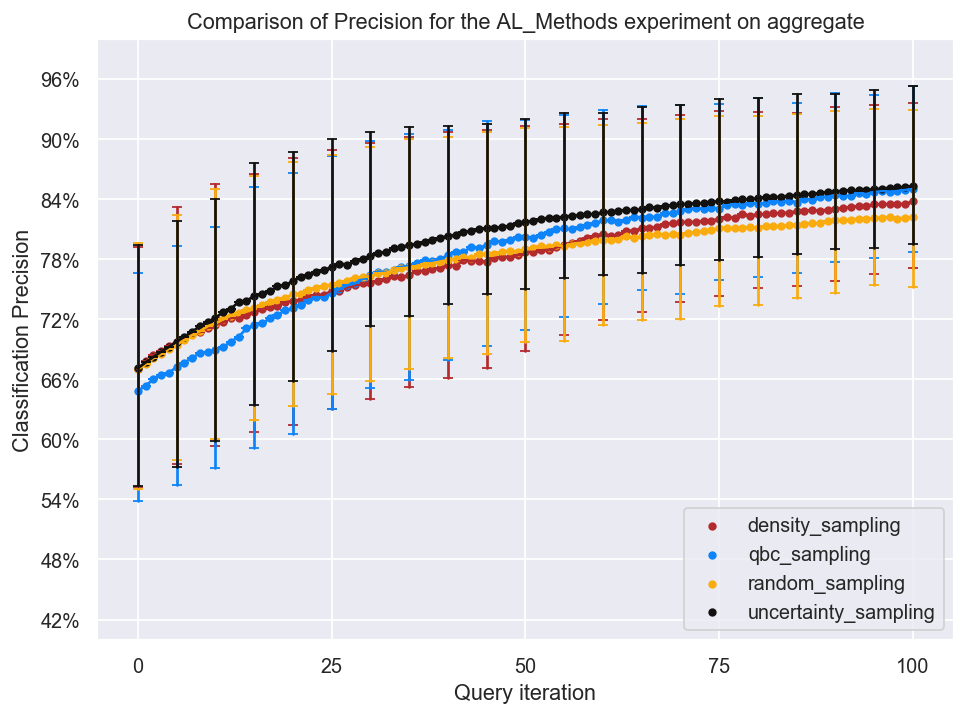 Comparison of Precision for the AL_Methods experiment on aggregate
96%
90%
84%
78%
72%
66%
60%
54%
48%
42%
Classification Precision
0
25
50
75
100
Query iteration
density_sampling
qbc_sampling
random_sampling
uncertainty_sampling